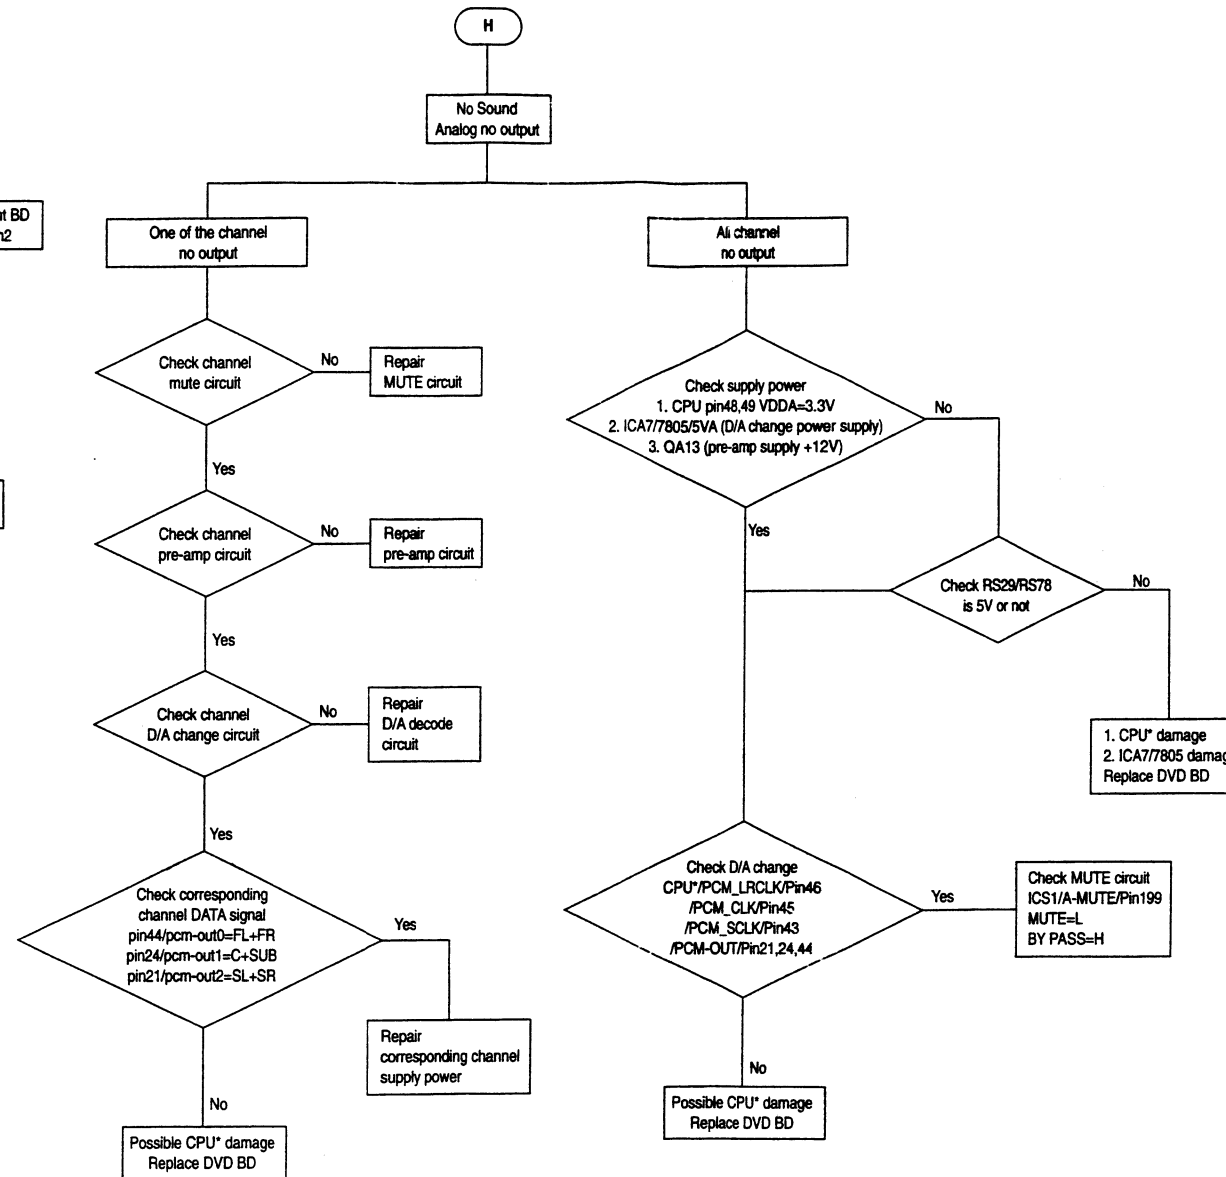 H
No Sound
Analog no output
BD
One of the channel
no output
All channel
no output
Check channel
mute circuit
No
Repair
MUTE circuit
Yes
Check supply power
1. CPU pin48,49 VDDA=3.3V
2. ICA7/7805/5VA (D/A change power supply)
3. QA13 (pre-amp supply +12V)
No
Yes
Check channel
pre-amp circuit
No
Repair
pre-amp circuit
Yes
Check RS29/RS78
is 5V or not
No
Check channel
D/A change circuit
No
Repair
D/A decode
circuit
Yes
1. CPU* damage
2. ICA7/7805 damag
Replace DVD BD
Check corresponding
channel DATA signal
pin44/pcm-out0=FL+FR
pin24/pcm-out1=C+SUB
pin21/pcm-out2=SL+SR
Yes
Repair
corresponding channel
supply power
No
Possible CPU* damage
Replace DVD BD
Check D/A change
CPU*/PCM_LRCLK/Pin46
/PCM_CLK/Pin45
/PCM_SCLK/Pin43
/PCM-OUT/Pin21,24,44
Yes
Check MUTE circuit
ICS1/A-MUTE/Pin199
MUTE=L
BY PASS=H
No
Possible CPU* damage
Replace DVD BD